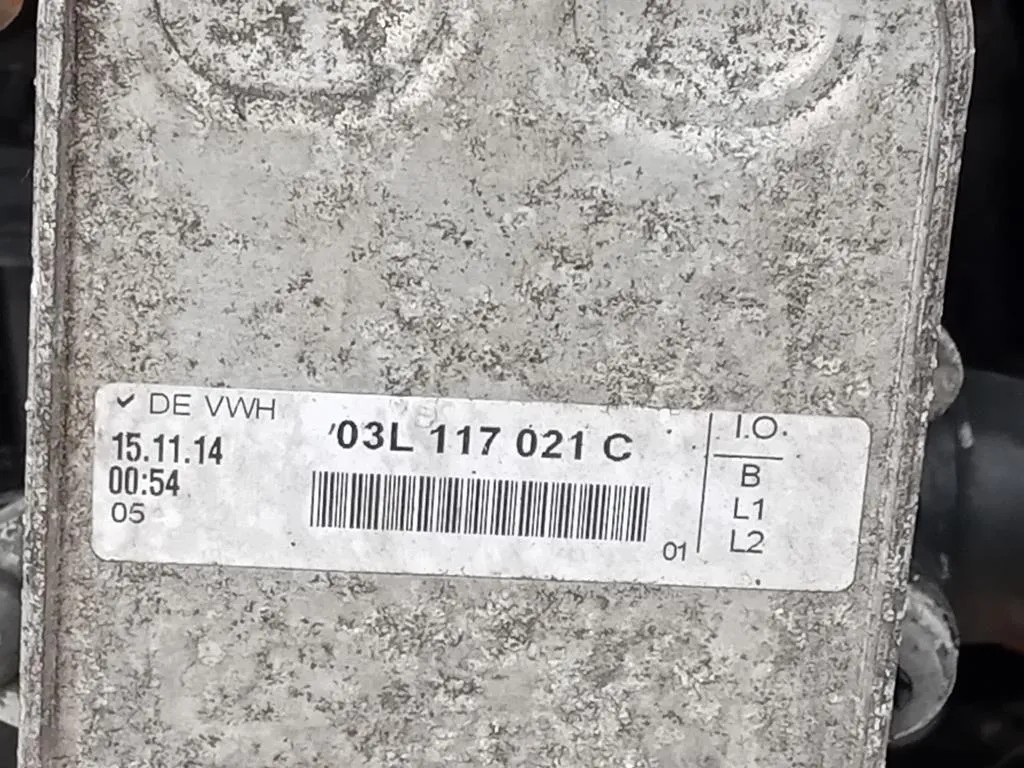 DE VWH
15.11.14
00:54
05
03L 117 021 C
01
I.O.
B
L1
L2